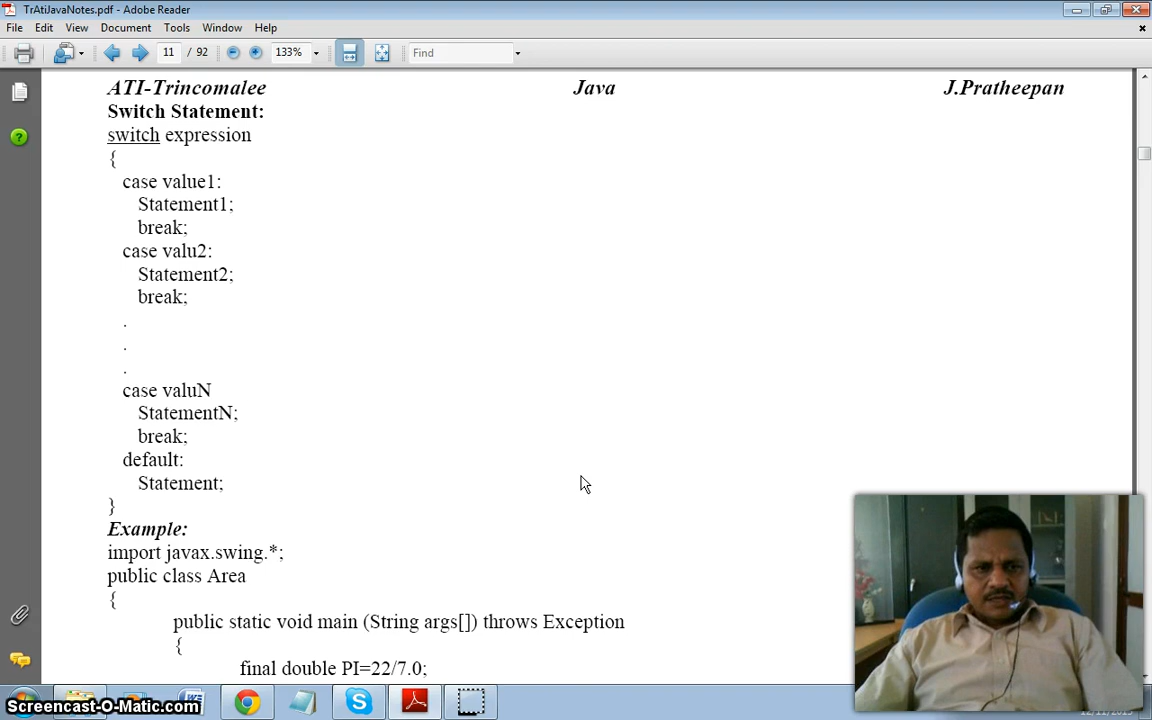 TrAtiJavaNotes.pdf - Adobe Reader
File Edit View Document Tools Window Help
11 / 92 133% Find
ATI-Trincomalee Java J.Pratheepan
Switch Statement:
switch expression
{
case value1:
Statement1;
break;
case valu2:
Statement2;
break;
.
.
.
case valuN
StatementN;
break;
default:
Statement;
}
Example:
import javax.swing.*;
public class Area
{
public static void main (String args[]) throws Exception
{
final double PI=22/7.0;
Screencast-O-Matic.com